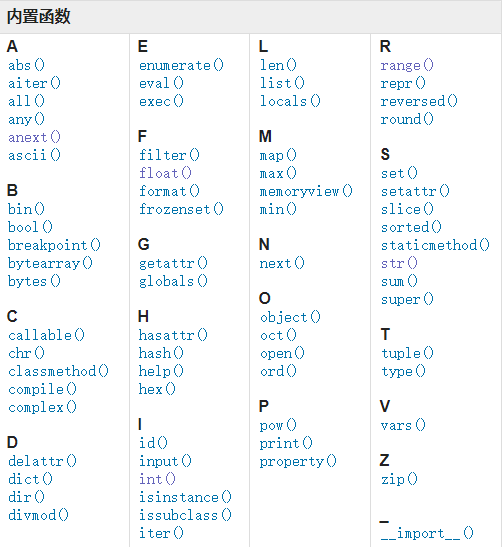 内置函数
A
abs()
aiter()
all()
any()
anext()
ascii()
B
bin()
bool()
breakpoint()
bytearray()
bytes()
C
callable()
chr()
classmethod()
compile()
complex()
D
delattr()
dict()
dir()
divmod()
E
enumerate()
eval()
exec()
F
filter()
float()
format()
frozenset()
G
getattr()
globals()
H
hasattr()
hash()
help()
hex()
I
id()
input()
int()
isinstance()
issubclass()
iter()
L
len()
list()
locals()
M
map()
max()
memoryview()
min()
N
next()
O
object()
oct()
open()
ord()
P
pow()
print()
property()
R
range()
repr()
reversed()
round()
S
set()
setattr()
slice()
sorted()
staticmethod()
str()
sum()
super()
T
tuple()
type()
V
vars()
Z
zip()
_
__import__()